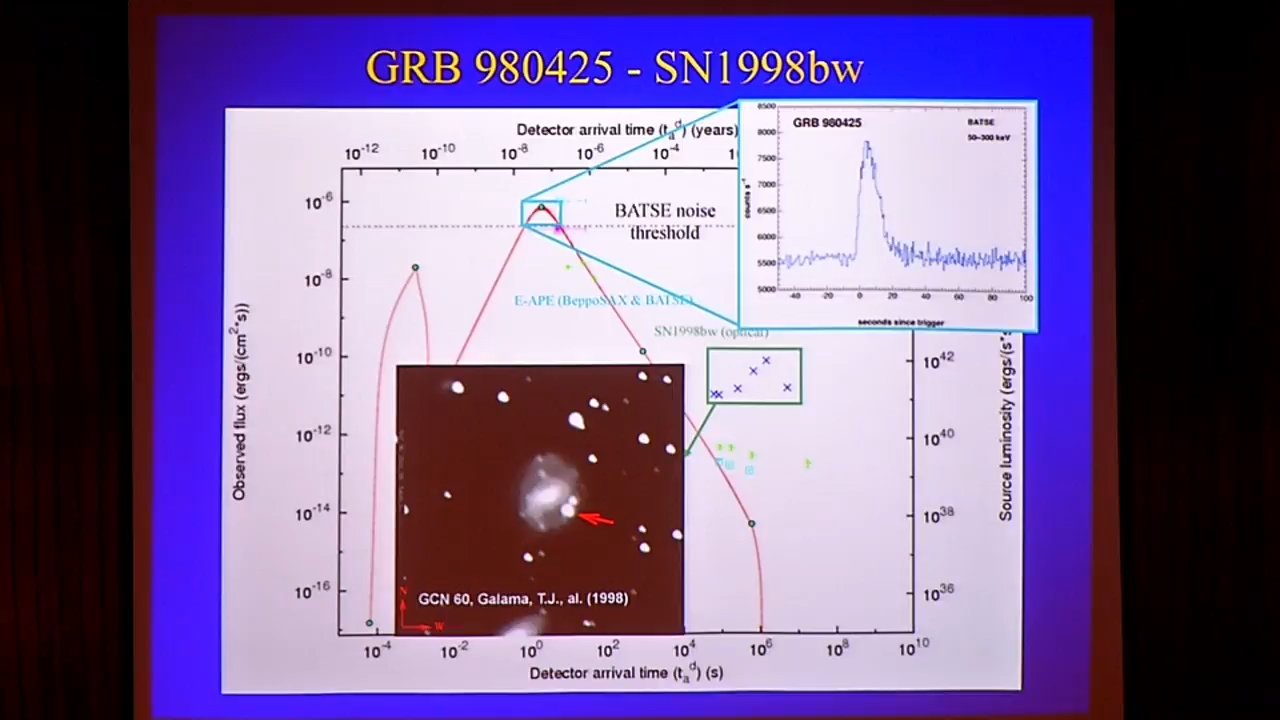 GRB 980425 - SN1998bw
Detector arrival time (t_a^d) (years)
10^-12 10^-10 10^-8 10^-6 10^-4
8500
8000
7500
7000
6500
6000
5500
5000
counts s^-1
GRB 980425
BATSE
50-300 keV
-40 -20 0 20 40 60 80 100
seconds since trigger
BATSE noise
threshold
E-APE (BeppoSAX & BATSE)
SN1998bw (optical)
Observed flux (ergs/(cm^2*s))
10^-6
10^-8
10^-10
10^-12
10^-14
10^-16
10^42
10^40
10^38
10^36
Source luminosity (ergs/(s*s
GCN 60, Galama, T.J., al. (1998)
N
W
10^-4 10^-2 10^0 10^2 10^4 10^6 10^8 10^10
Detector arrival time (t_a^d) (s)